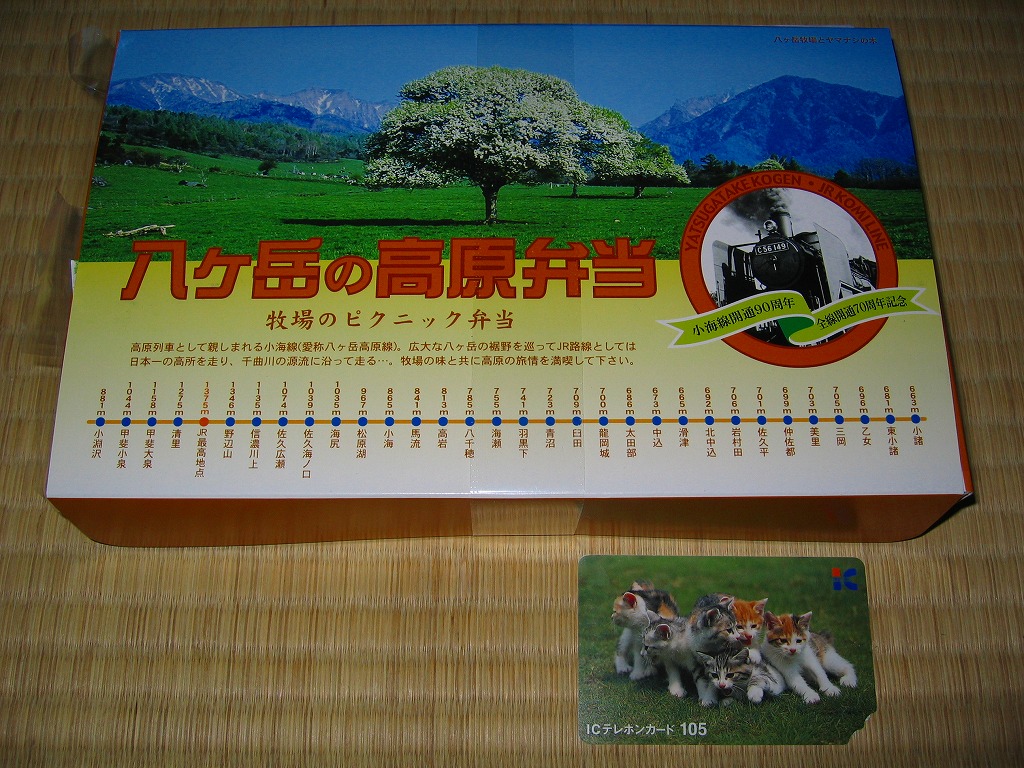 八ヶ岳牧場とヤマナシの木
YATSUGATAKE KOGEN・JR KOMI LINE
C56 149
小海線開通90周年
全線開通70周年記念
八ヶ岳の高原弁当
牧場のピクニック弁当
高原列車として親しまれる小海線(愛称八ヶ岳高原線)。広大な八ヶ岳の裾野を巡ってJR路線としては
日本一の高所を走り、千曲川の源流に沿って走る…。牧場の味と共に高原の旅情を満喫して下さい。
881m 小淵沢
1044m 甲斐小泉
1158m 甲斐大泉
1275m 清里
1375m JR最高地点
1346m 野辺山
1135m 信濃川上
1074m 佐久広瀬
1039m 佐久海ノ口
1035m 海尻
967m 松原湖
865m 小海
841m 馬流
813m 高岩
785m 八千穂
755m 海瀬
741m 羽黒下
723m 青沼
709m 臼田
700m 龍岡城
686m 太田部
673m 中込
665m 滑津
692m 北中込
706m 岩村田
701m 佐久平
699m 中佐都
703m 美里
705m 三岡
696m 乙女
681m 東小諸
663m 小諸
iC
ICテレホンカード 105